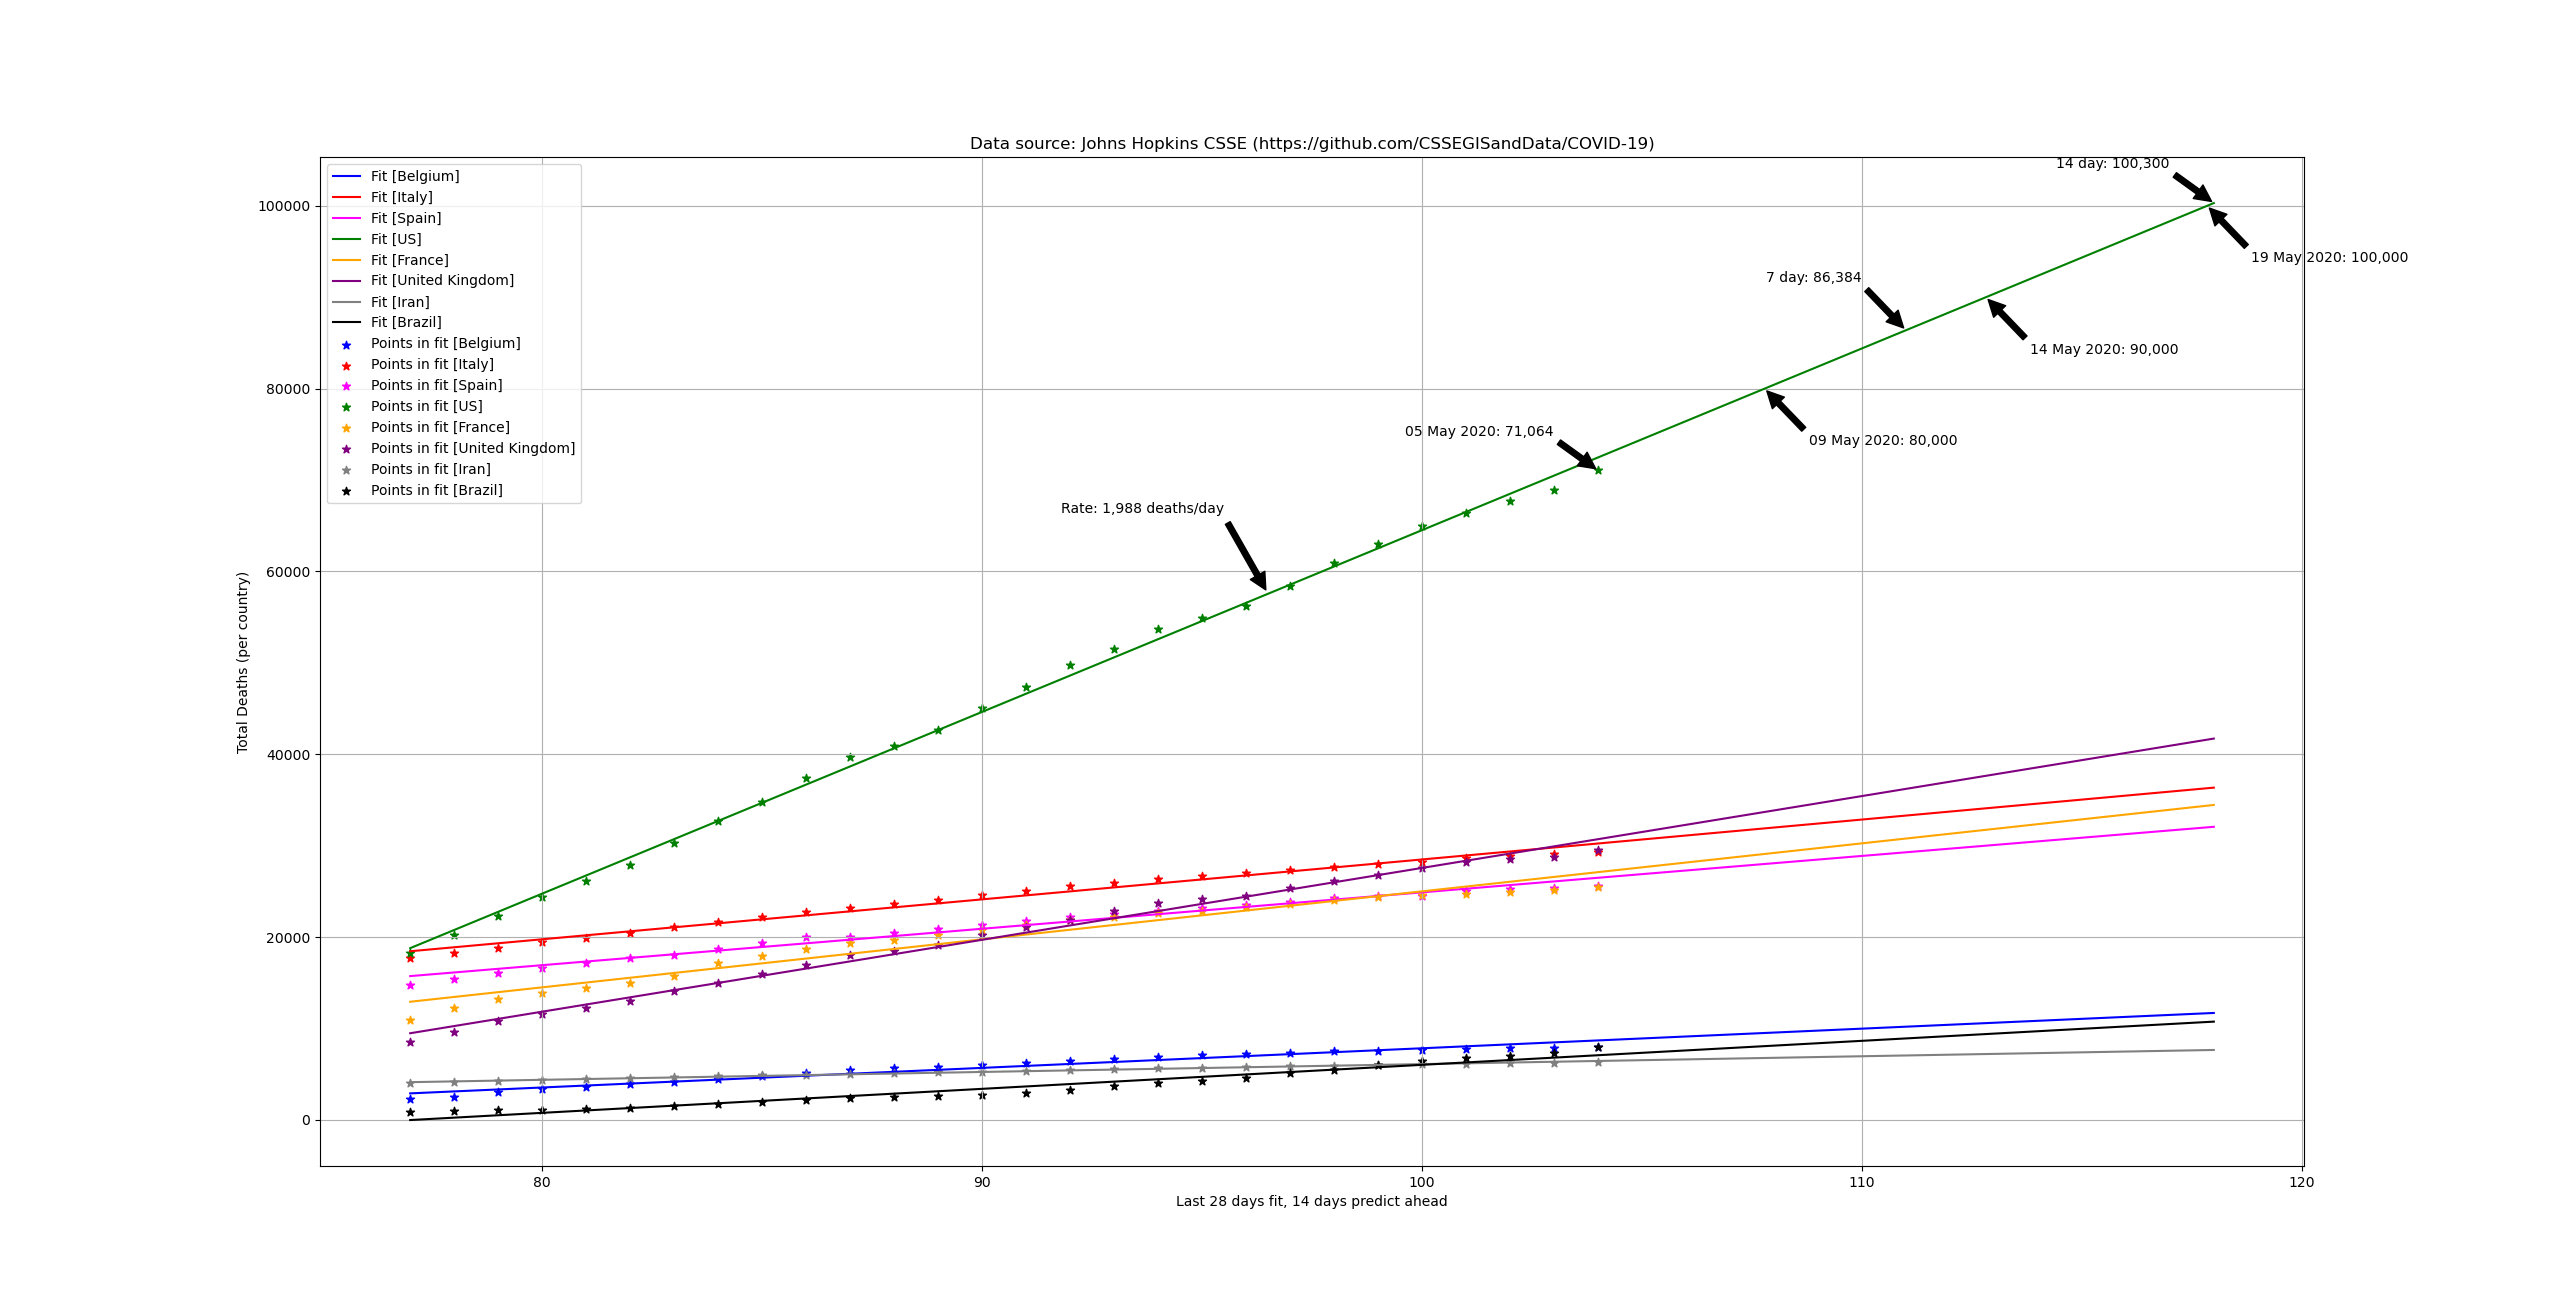 Data source: Johns Hopkins CSSE (https://github.com/CSSEGISandData/COVID-19)
Fit [Belgium]
Fit [Italy]
Fit [Spain]
Fit [US]
Fit [France]
Fit [United Kingdom]
Fit [Iran]
Fit [Brazil]
Points in fit [Belgium]
Points in fit [Italy]
Points in fit [Spain]
Points in fit [US]
Points in fit [France]
Points in fit [United Kingdom]
Points in fit [Iran]
Points in fit [Brazil]
14 day: 100,300
19 May 2020: 100,000
7 day: 86,384
14 May 2020: 90,000
05 May 2020: 71,064
09 May 2020: 80,000
Rate: 1,988 deaths/day
Total Deaths (per country)
100000
80000
60000
40000
20000
0
80 90 100 110 120
Last 28 days fit, 14 days predict ahead